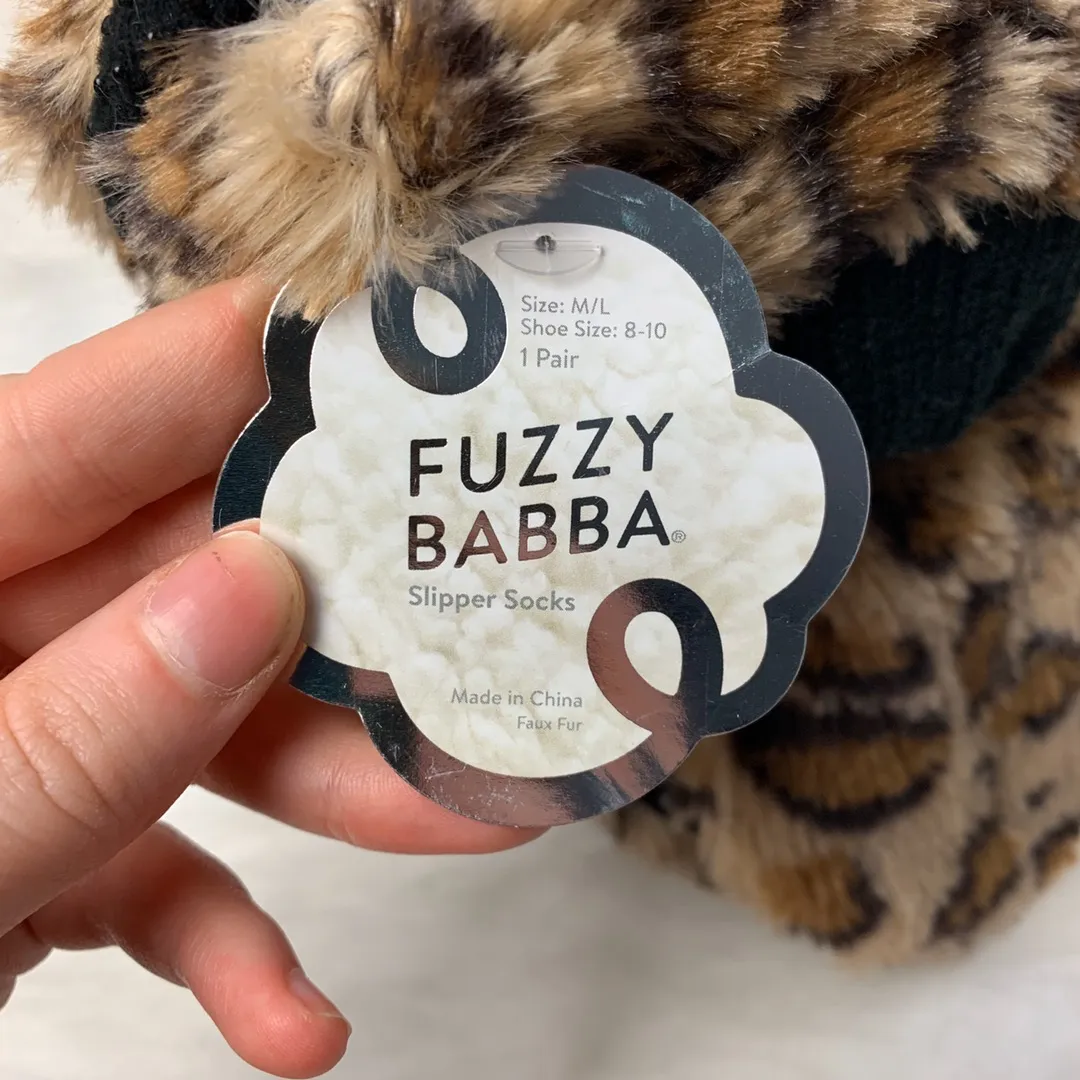 Size: M/L
Shoe Size: 8-10
1 Pair
FUZZY
BABBA®
Slipper Socks
Made in China
Faux Fur